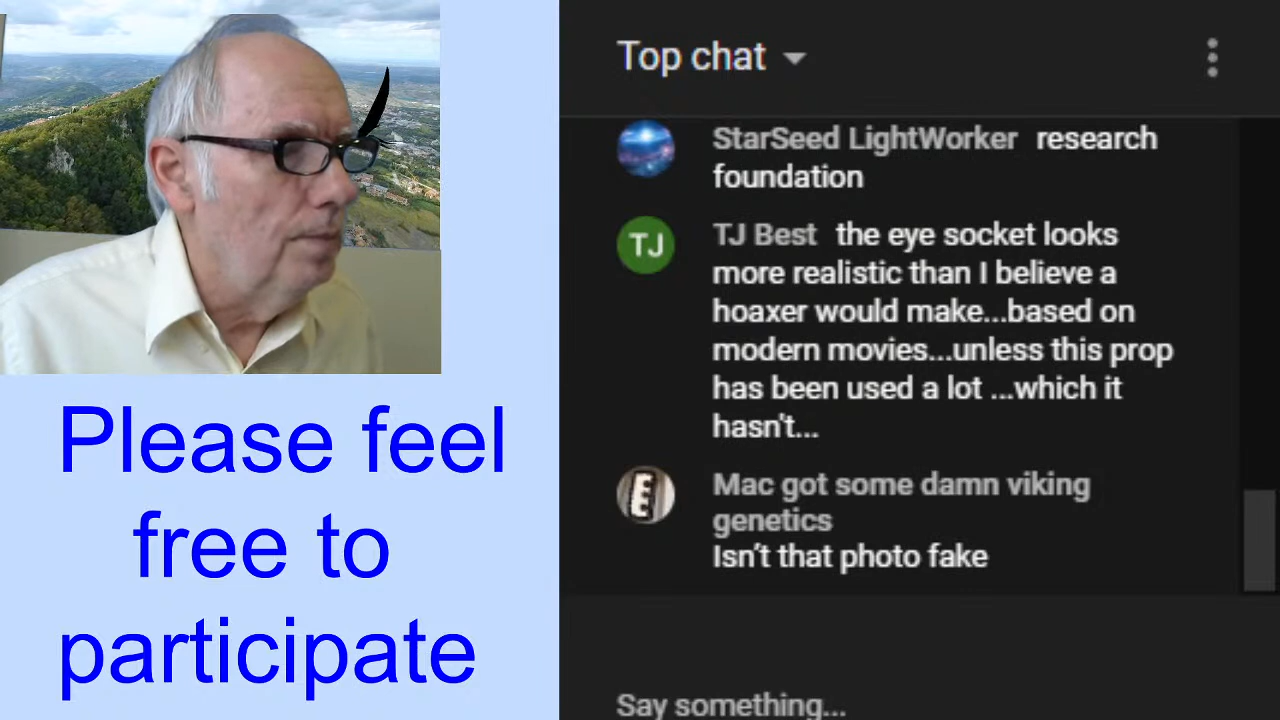 Please feel
free to
participate
Top chat
StarSeed LightWorker research
foundation
TJ
TJ Best the eye socket looks
more realistic than I believe a
hoaxer would make...based on
modern movies...unless this prop
has been used a lot ...which it
hasn't...
E
Mac got some damn viking
genetics
Isn’t that photo fake
Say something...